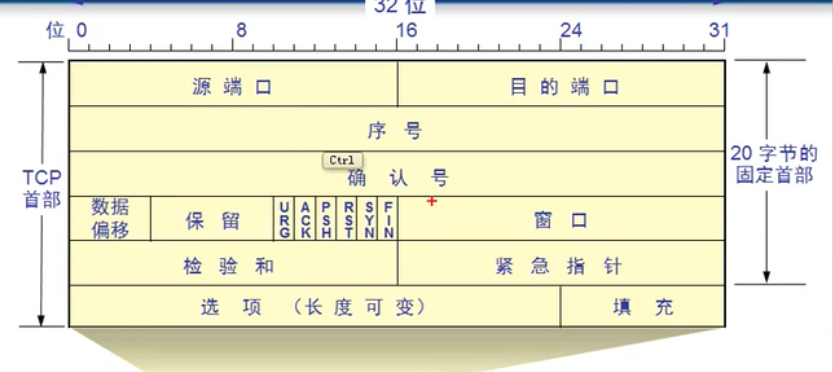 32 位
位 0 8 16 24 31
源 端 口 目 的 端 口
序 号
Ctrl
确 认 号
TCP
首部
20 字节的
固定首部
数据
偏移
保 留
URG
ACK
PSH
RST
SYN
FIN
窗 口
检 验 和 紧 急 指 针
选 项 （长 度 可 变） 填 充